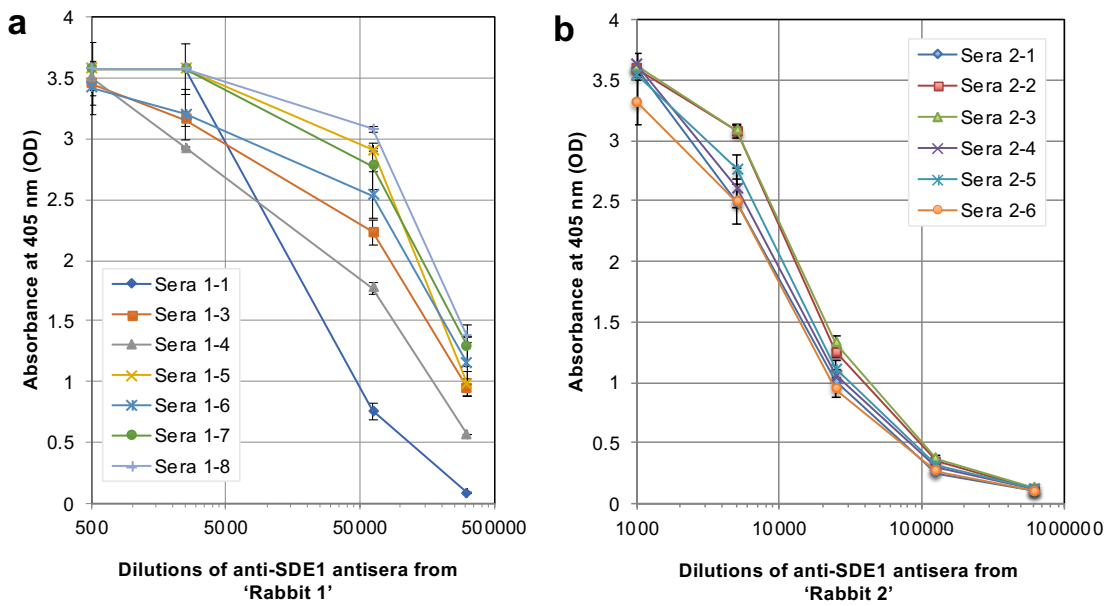 a
4
3.5
3
2.5
2
1.5
1
0.5
0
Absorbance at 405 nm (OD)
Sera 1-1
Sera 1-3
Sera 1-4
Sera 1-5
Sera 1-6
Sera 1-7
Sera 1-8
500
5000
50000
500000
Dilutions of anti-SDE1 antisera from
‘Rabbit 1’
b
4
3.5
3
2.5
2
1.5
1
0.5
0
Absorbance at 405 nm (OD)
Sera 2-1
Sera 2-2
Sera 2-3
Sera 2-4
Sera 2-5
Sera 2-6
1000
10000
100000
1000000
Dilutions of anti-SDE1 antisera from
‘Rabbit 2’